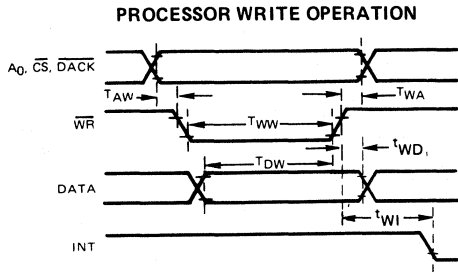 PROCESSOR WRITE OPERATION
A0, CS, DACK
TAW
TWA
WR
TWW
tWD
TDW
DATA
tWI
INT